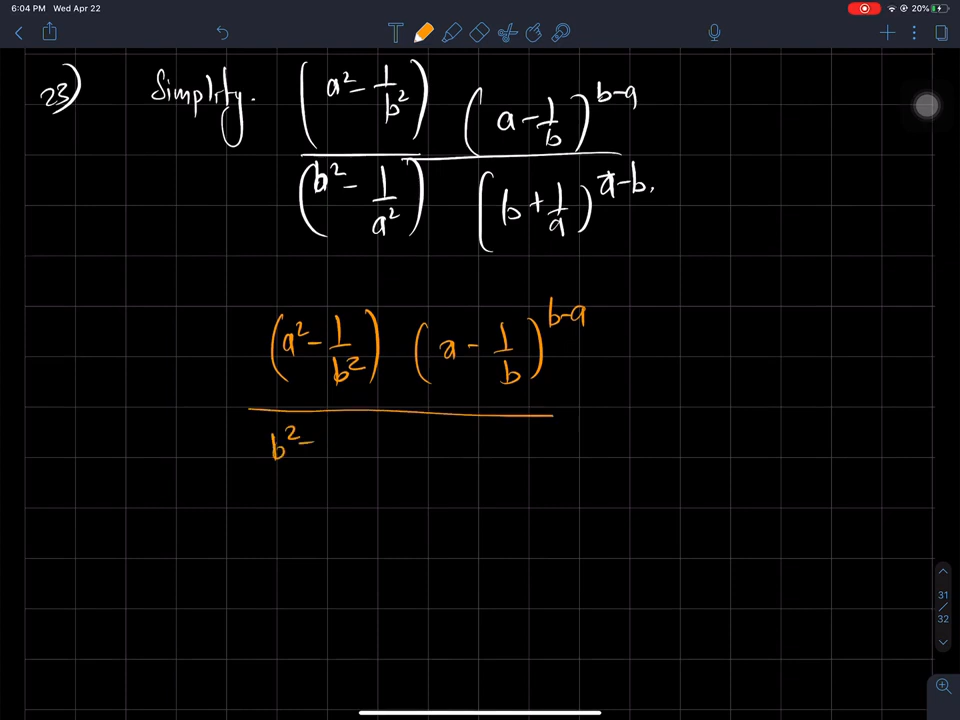 6:04 PM Wed Apr 22
20%
T
23) Simplify. (a² - 1/b²) (a - 1/b)^(b-a)
(b² - 1/a²) (b + 1/a)^(a-b).
(a² - 1/b²) (a - 1/b)^(b-a)
b² -
31
/
32